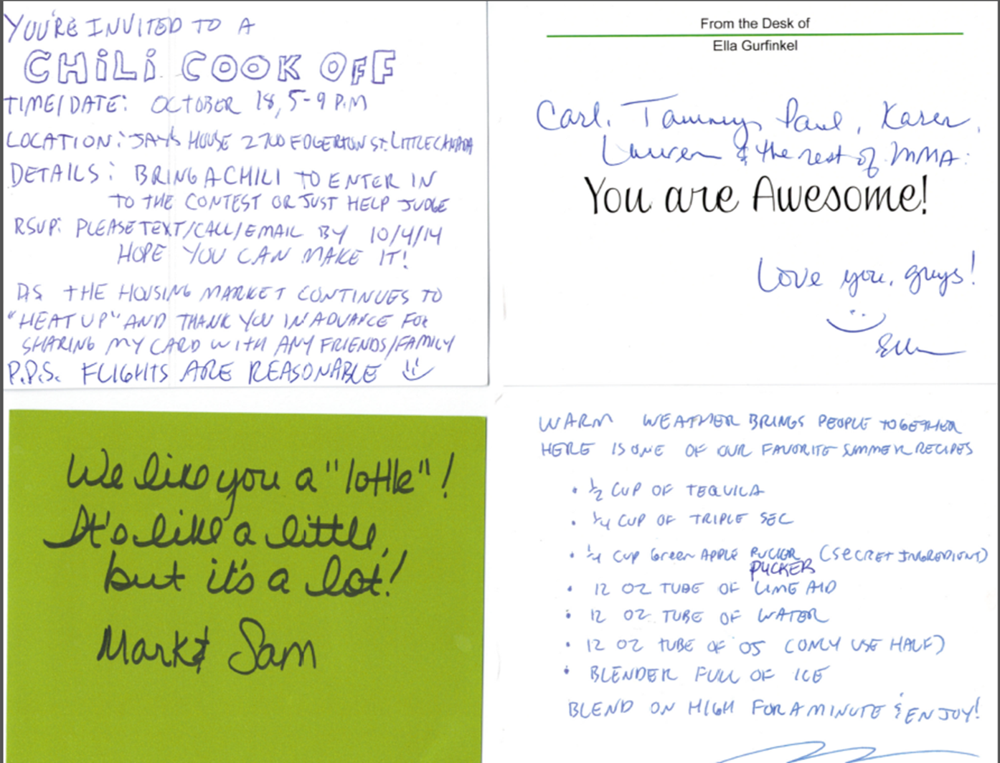 YOU'RE INVITED TO A
CHILI COOK OFF
TIME/DATE: OCTOBER 18, 5-9 P.M
LOCATION: JAY'S HOUSE 2700 EDGERTON ST. LITTLE CANADA
DETAILS: BRING A CHILI TO ENTER IN
TO THE CONTEST OR JUST HELP JUDGE
RSVP: PLEASE TEXT/CALL/EMAIL BY 10/4/14
HOPE YOU CAN MAKE IT!
P.S THE HOUSING MARKET CONTINUES TO
"HEAT UP" AND THANK YOU IN ADVANCE FOR
SHARING MY CARD WITH ANY FRIENDS/FAMILY
P.P.S. FLIGHTS ARE REASONABLE
From the Desk of
Ella Gurfinkel
Carl, Tammy, Paul, Karen,
Lauren & the rest of MMA:
You are Awesome!
Love you, guys!
Ella
We like you a "lottle"!
It's like a little,
but it's a lot!
Mark & Sam
WARM WEATHER BRINGS PEOPLE TOGETHER
HERE IS ONE OF OUR FAVORITE SUMMER RECIPES
• 1/2 CUP OF TEQUILA
• 1/4 CUP OF TRIPLE SEC
• 1/4 CUP Green APPLE PUCKER (SECRET INGREDIENT)
PUCKER
• 12 OZ TUBE OF LIME AID
• 12 OZ TUBE OF WATER
• 12 OZ TUBE OF OJ (ONLY USE HALF)
• BLENDER FULL OF ICE
BLEND ON HIGH FOR A MINUTE & ENJOY!